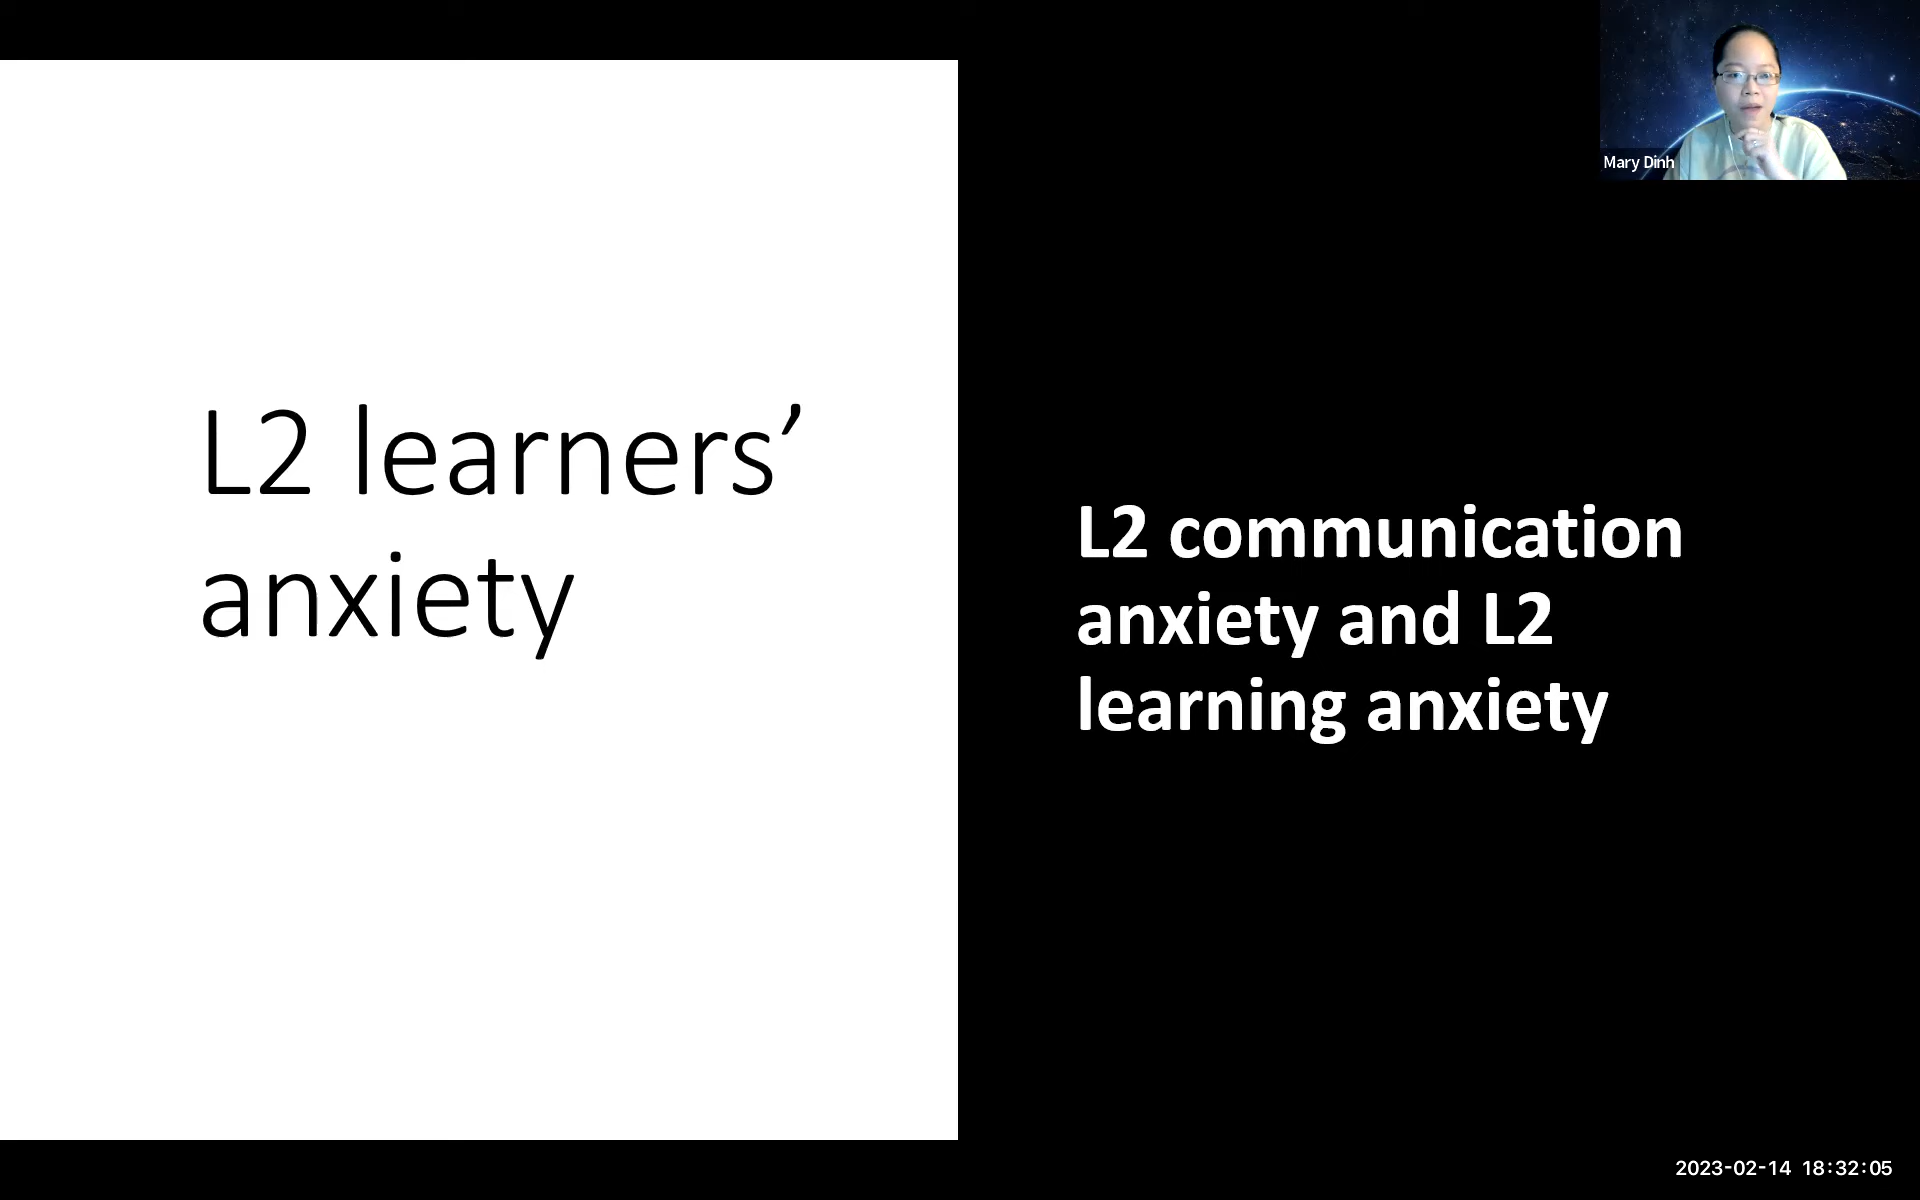 Mary Dinh
L2 learners’
anxiety
L2 communication
anxiety and L2
learning anxiety
2023-02-14 18:32:05